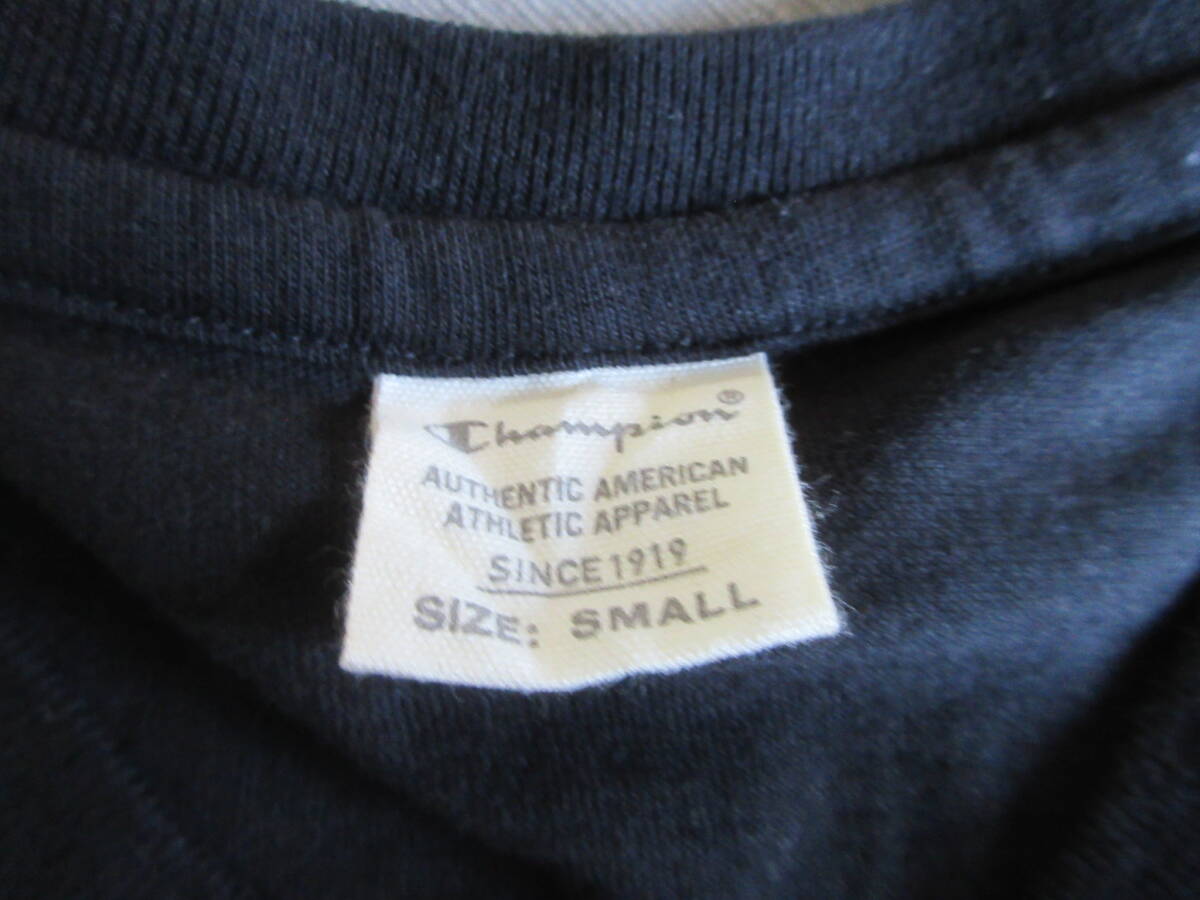 Champion®
AUTHENTIC AMERICAN
ATHLETIC APPAREL
SINCE 1919
SIZE: SMALL